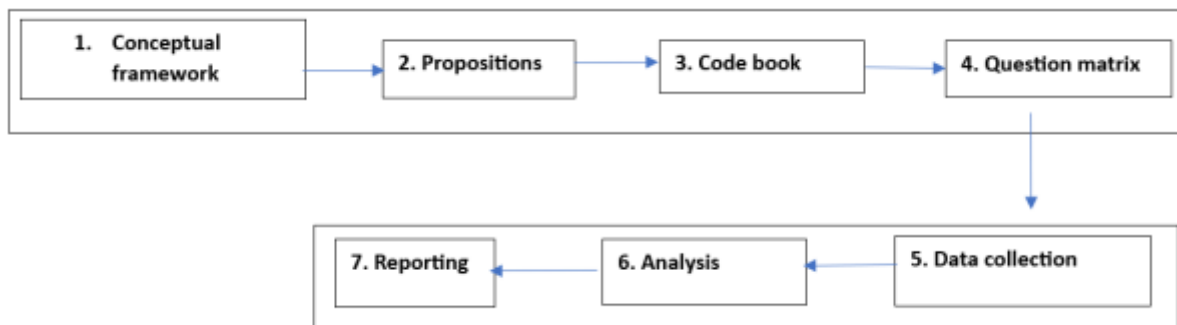 1. Conceptual
framework
2. Propositions
3. Code book
4. Question matrix
5. Data collection
6. Analysis
7. Reporting